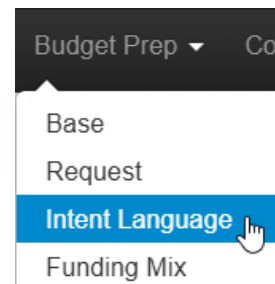 Budget Prep Co
Base
Request
Intent Language
Funding Mix